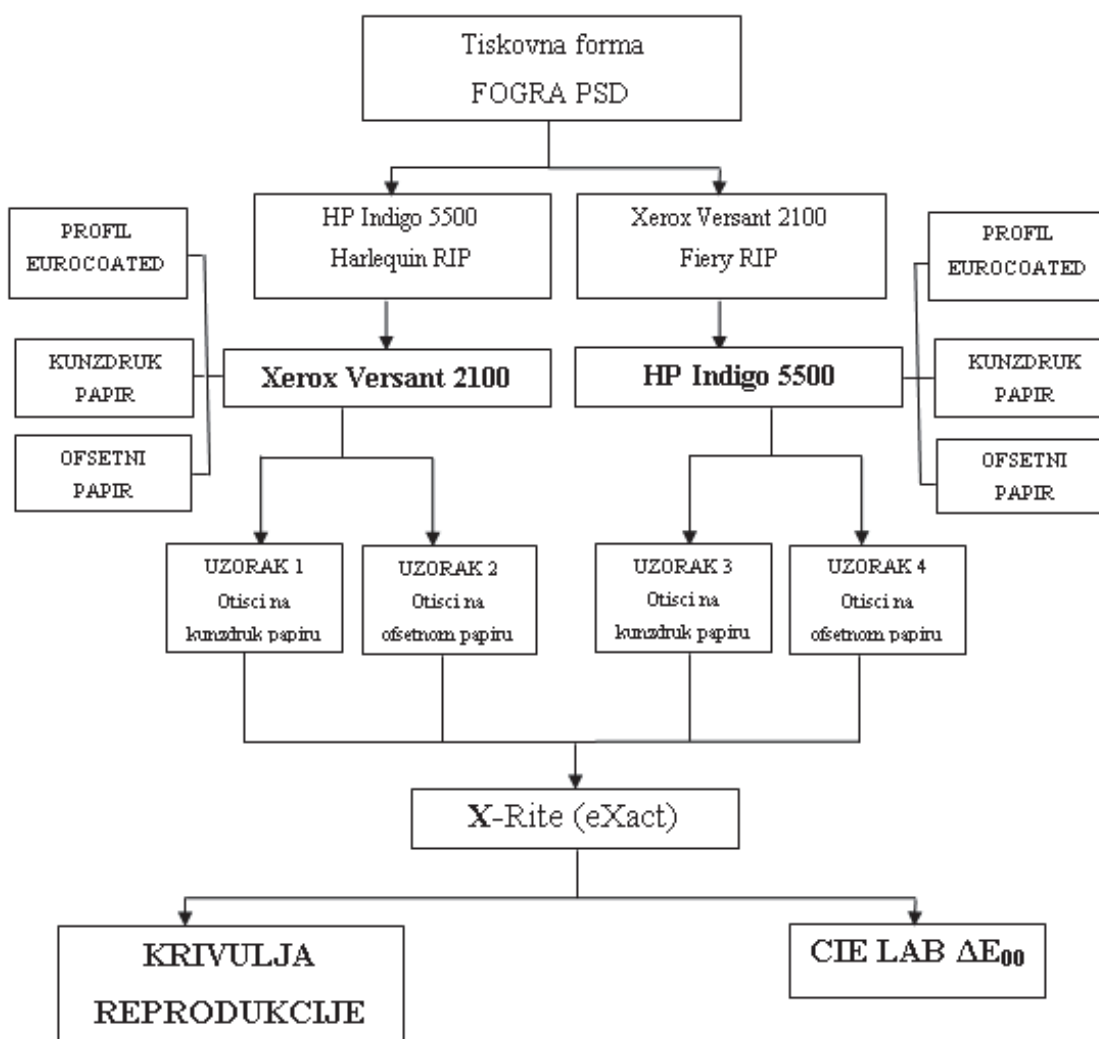 Tiskovna forma
FOGRA PSD
HP Indigo 5500
Harlequin RIP
Xerox Versant 2100
Fiery RIP
PROFIL
EUROCOATED
KUNZDRUK
PAPIR
OFSETNI
PAPIR
Xerox Versant 2100
HP Indigo 5500
PROFIL
EUROCOATED
KUNZDRUK
PAPIR
OFSETNI
PAPIR
UZORAK 1
Otisci na
kunzdruk papiru
UZORAK 2
Otisci na
ofsetnom papiru
UZORAK 3
Otisci na
kunzdruk papiru
UZORAK 4
Otisci na
ofsetnom papiru
X-Rite (eXact)
KRIVULJA
REPRODUKCIJE
CIE LAB ΔE₀₀